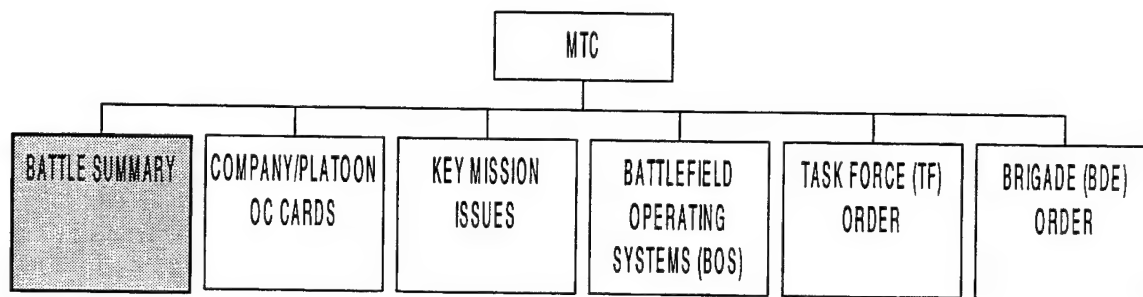 MTC
BATTLE SUMMARY
COMPANY/PLATOON
OC CARDS
KEY MISSION
ISSUES
BATTLEFIELD
OPERATING
SYSTEMS (BOS)
TASK FORCE (TF)
ORDER
BRIGADE (BDE)
ORDER